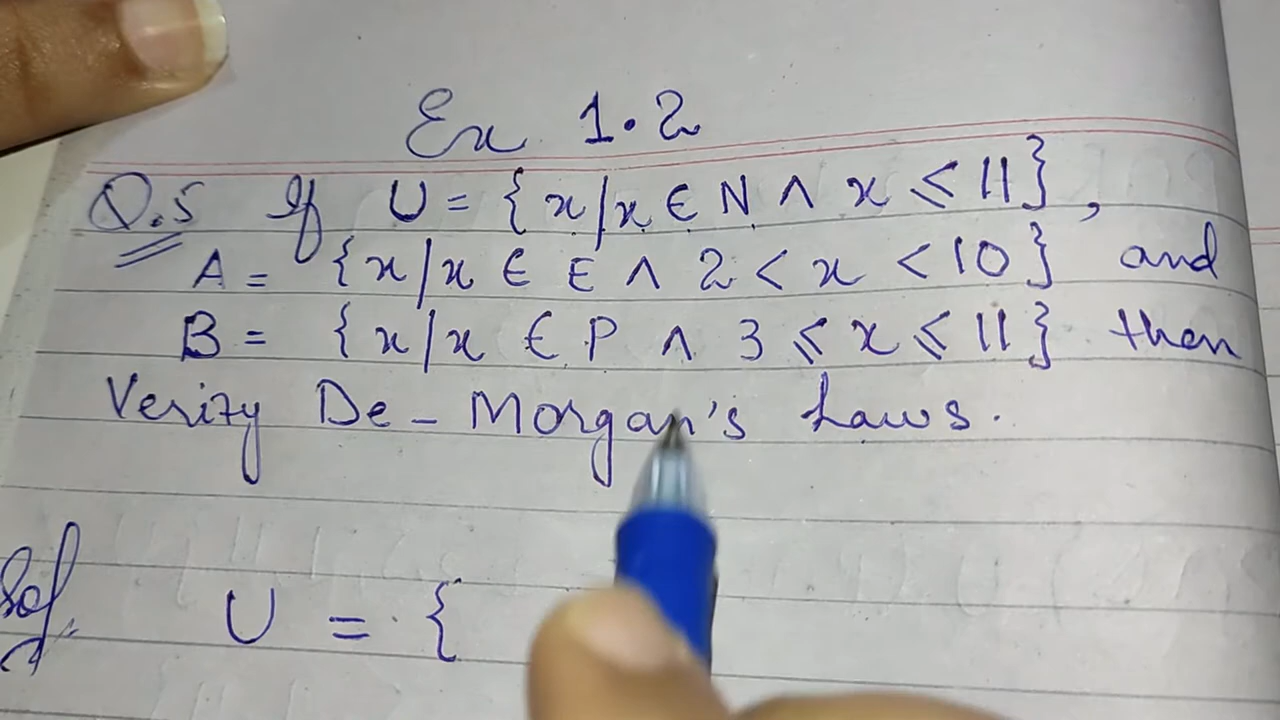 Ex 1.2
Q.5 If U = { x/x ∈ N ∧ x ⩽ 11 },
A = { x/x ∈ E ∧ 2 < x < 10 } and
B = { x/x ∈ P ∧ 3 ⩽ x ⩽ 11 } then
Verify De-Morgan's Laws.
Sol
U = {